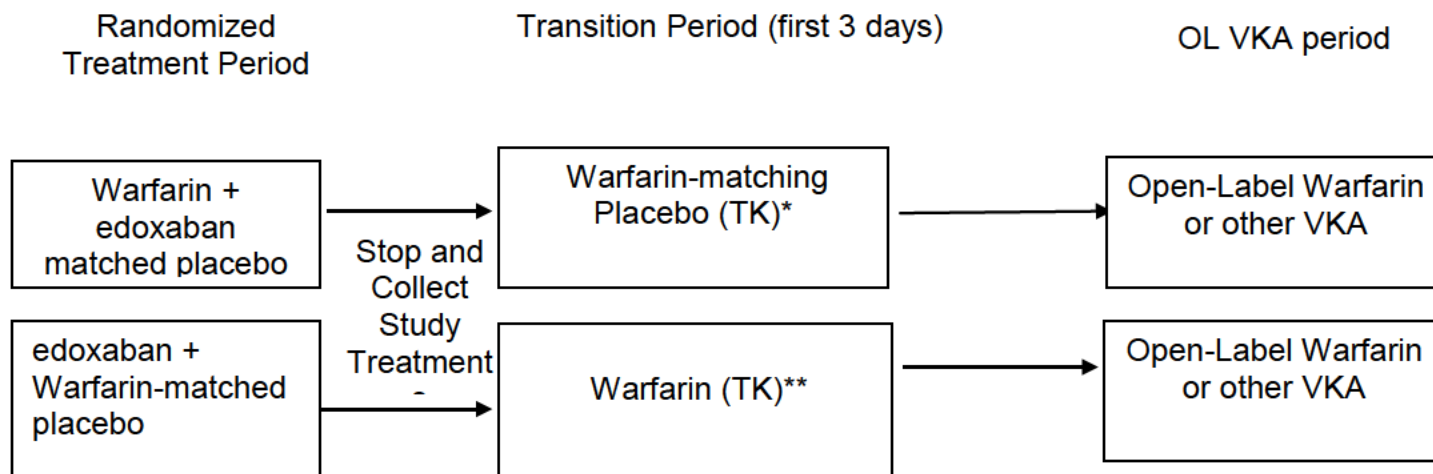 Randomized
Treatment Period
Transition Period (first 3 days)
OL VKA period
Warfarin +
edoxaban
matched placebo
Stop and
Collect
Study
Treatment
Warfarin-matching
Placebo (TK)*
Open-Label Warfarin
or other VKA
edoxaban +
Warfarin-matched
placebo
Warfarin (TK)**
Open-Label Warfarin
or other VKA